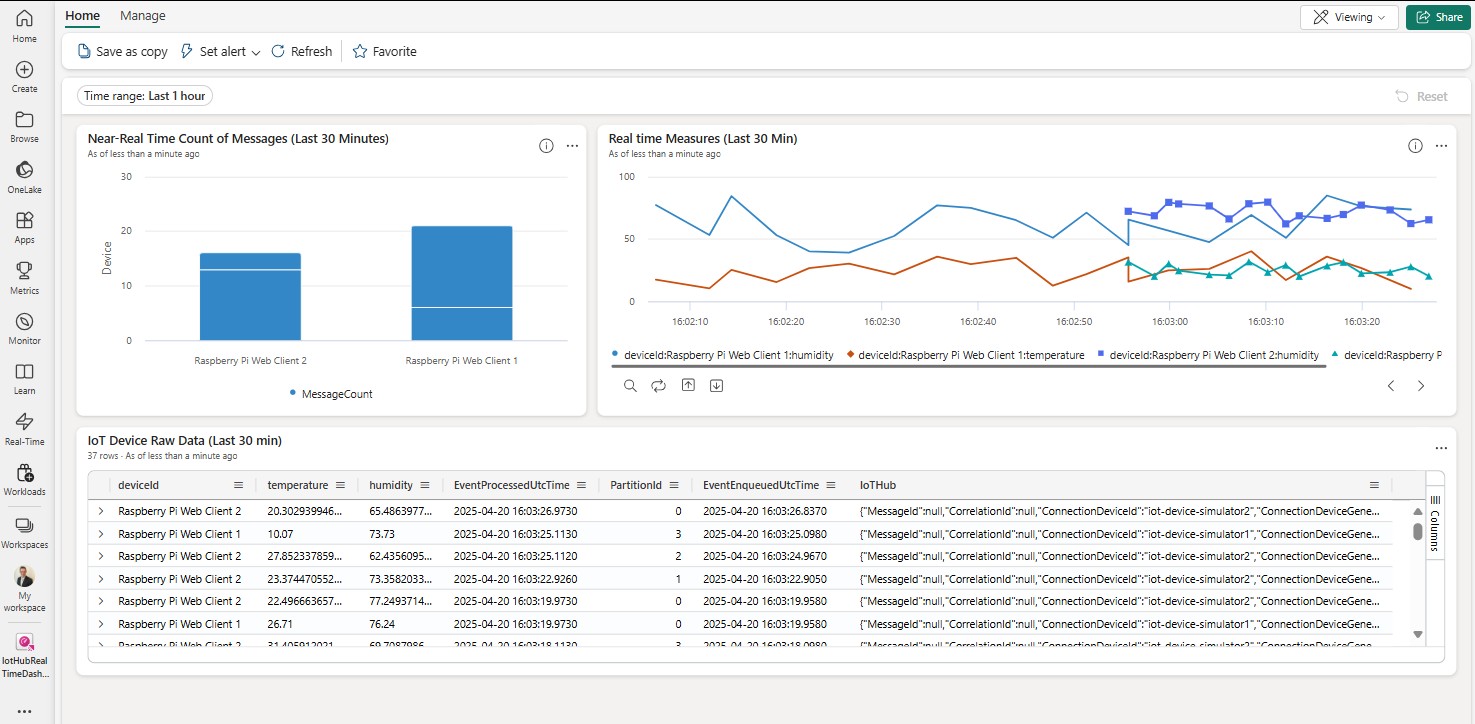 Home
Create
Browse
OneLake
Apps
Metrics
Monitor
Learn
Real-Time
Workloads
Workspaces
My
workspace
IotHubReal
TimeDash...
Home Manage
Viewing
Share
Save as copy Set alert Refresh Favorite
Time range: Last 1 hour
Reset
Near-Real Time Count of Messages (Last 30 Minutes)
As of less than a minute ago
30
20
10
0
Device
Raspberry Pi Web Client 2 Raspberry Pi Web Client 1
MessageCount
Real time Measures (Last 30 Min)
As of less than a minute ago
100
50
0
16:02:10 16:02:20 16:02:30 16:02:40 16:02:50 16:03:00 16:03:10 16:03:20
deviceId:Raspberry Pi Web Client 1:humidity deviceId:Raspberry Pi Web Client 1:temperature deviceId:Raspberry Pi Web Client 2:humidity deviceId:Raspberry P
IoT Device Raw Data (Last 30 min)
37 rows · As of less than a minute ago
deviceId temperature humidity EventProcessedUtcTime PartitionId EventEnqueuedUtcTime IoTHub
Raspberry Pi Web Client 2 20.302939946... 65.4863977... 2025-04-20 16:03:26.9730 0 2025-04-20 16:03:26.8370 {"MessageId":null,"CorrelationId":null,"ConnectionDeviceId":"iot-device-simulator2","ConnectionDeviceGene...
Raspberry Pi Web Client 1 10.07 73.73 2025-04-20 16:03:25.1130 3 2025-04-20 16:03:25.0980 {"MessageId":null,"CorrelationId":null,"ConnectionDeviceId":"iot-device-simulator1","ConnectionDeviceGene...
Raspberry Pi Web Client 2 27.852337859... 62.4356095... 2025-04-20 16:03:25.1120 2 2025-04-20 16:03:24.9670 {"MessageId":null,"CorrelationId":null,"ConnectionDeviceId":"iot-device-simulator2","ConnectionDeviceGene...
Raspberry Pi Web Client 2 23.374470552... 73.3582033... 2025-04-20 16:03:22.9260 1 2025-04-20 16:03:22.9050 {"MessageId":null,"CorrelationId":null,"ConnectionDeviceId":"iot-device-simulator2","ConnectionDeviceGene...
Raspberry Pi Web Client 2 22.496663657... 77.2493714... 2025-04-20 16:03:19.9730 0 2025-04-20 16:03:19.9580 {"MessageId":null,"CorrelationId":null,"ConnectionDeviceId":"iot-device-simulator2","ConnectionDeviceGene...
Raspberry Pi Web Client 1 26.71 76.24 2025-04-20 16:03:19.9730 0 2025-04-20 16:03:19.9580 {"MessageId":null,"CorrelationId":null,"ConnectionDeviceId":"iot-device-simulator1","ConnectionDeviceGene...
Raspberry Pi Web Client 2
Columns